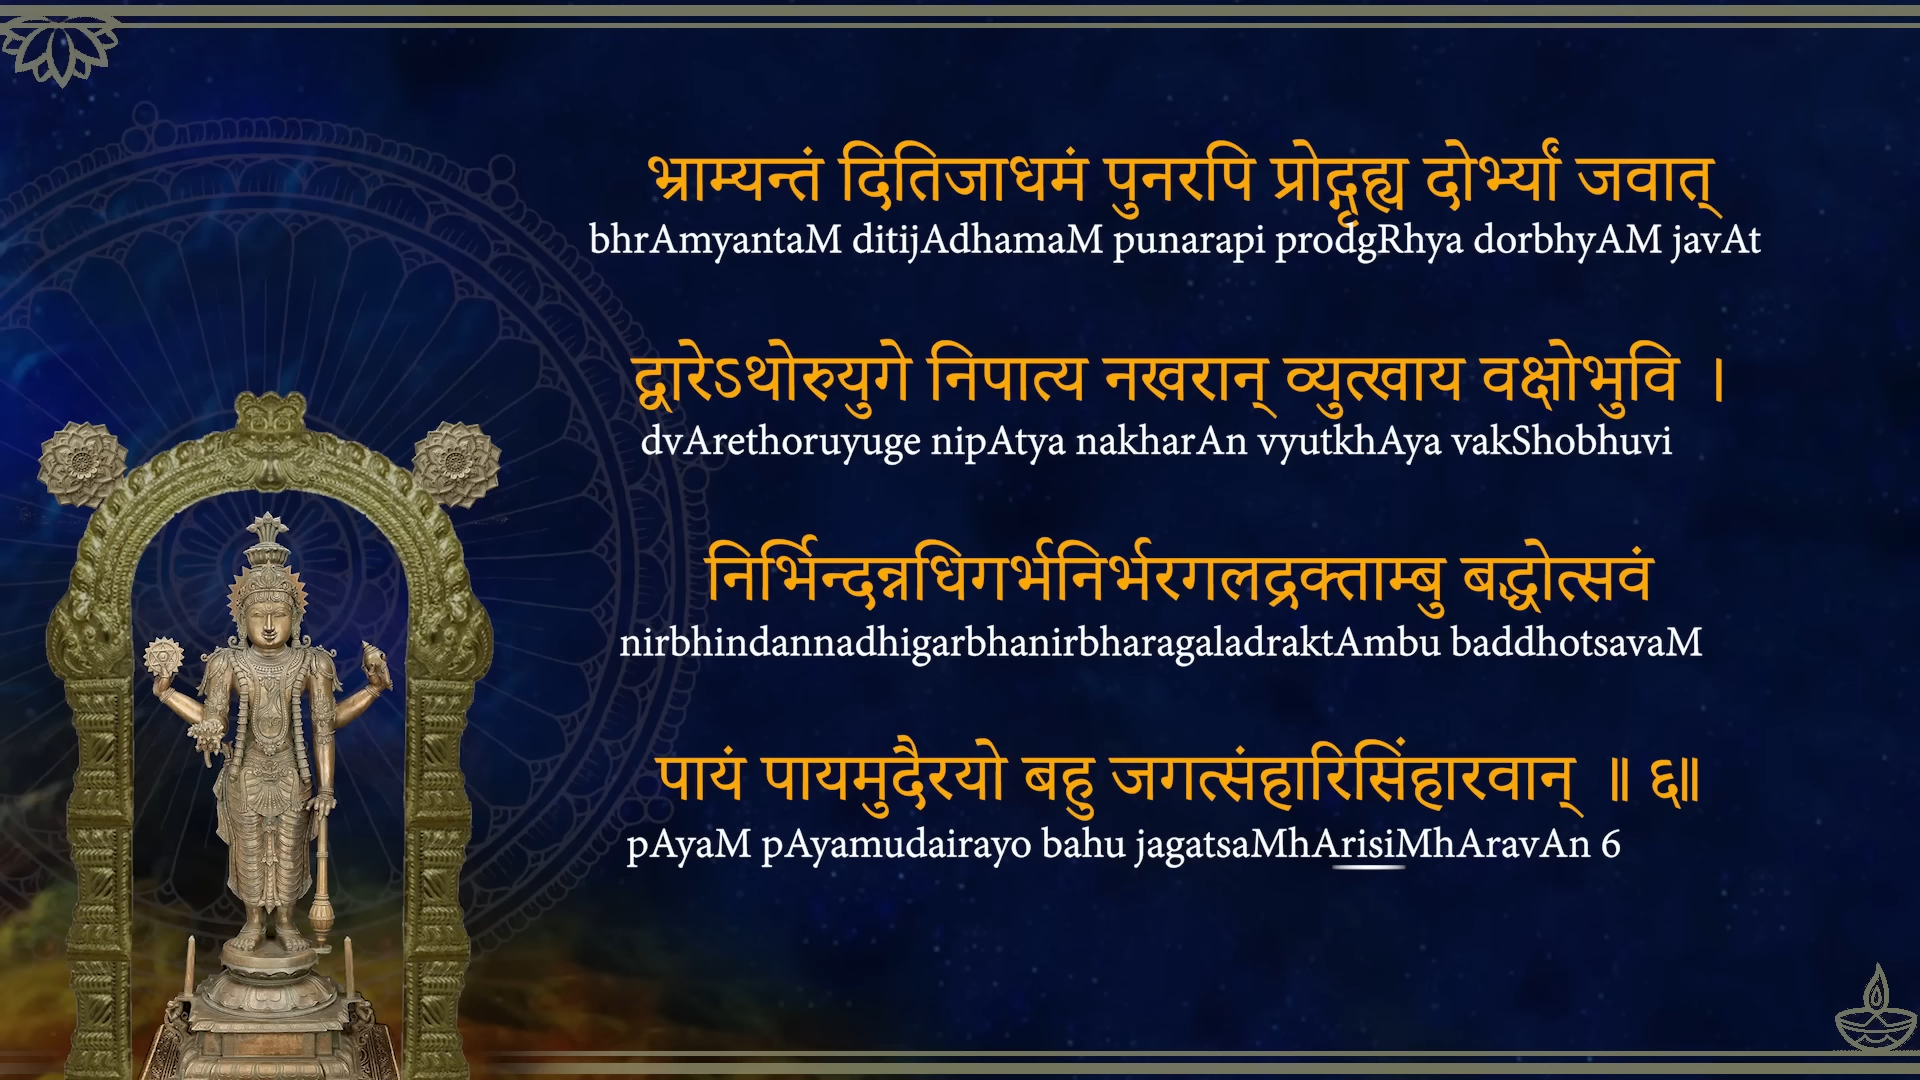 भ्राम्यन्तं दितिजाधमं पुनरपि प्रोद्गृह्य दोर्भ्यां जवात्
bhrAmyantaM ditijAdhamaM punarapi prodgRhya dorbhyAM javAt
द्वारेऽथोरुयुगे निपात्य नखरान् व्युत्खाय वक्षोभुवि ।
dvArethoruyuge nipAtya nakharAn vyutkhAya vakShobhuvi
निर्भिन्दन्नधिगर्भनिर्भरगलद्रक्ताम्बु बद्धोत्सवं
nirbhindannadhigarbhanirbharagaladraktAmbu baddhotsavaM
पायं पायमुदैरयो बहु जगत्संहारिसिंहारवान् ॥ ६॥
pAyaM pAyamudairayo bahu jagatsaMhArisiMhAravAn 6